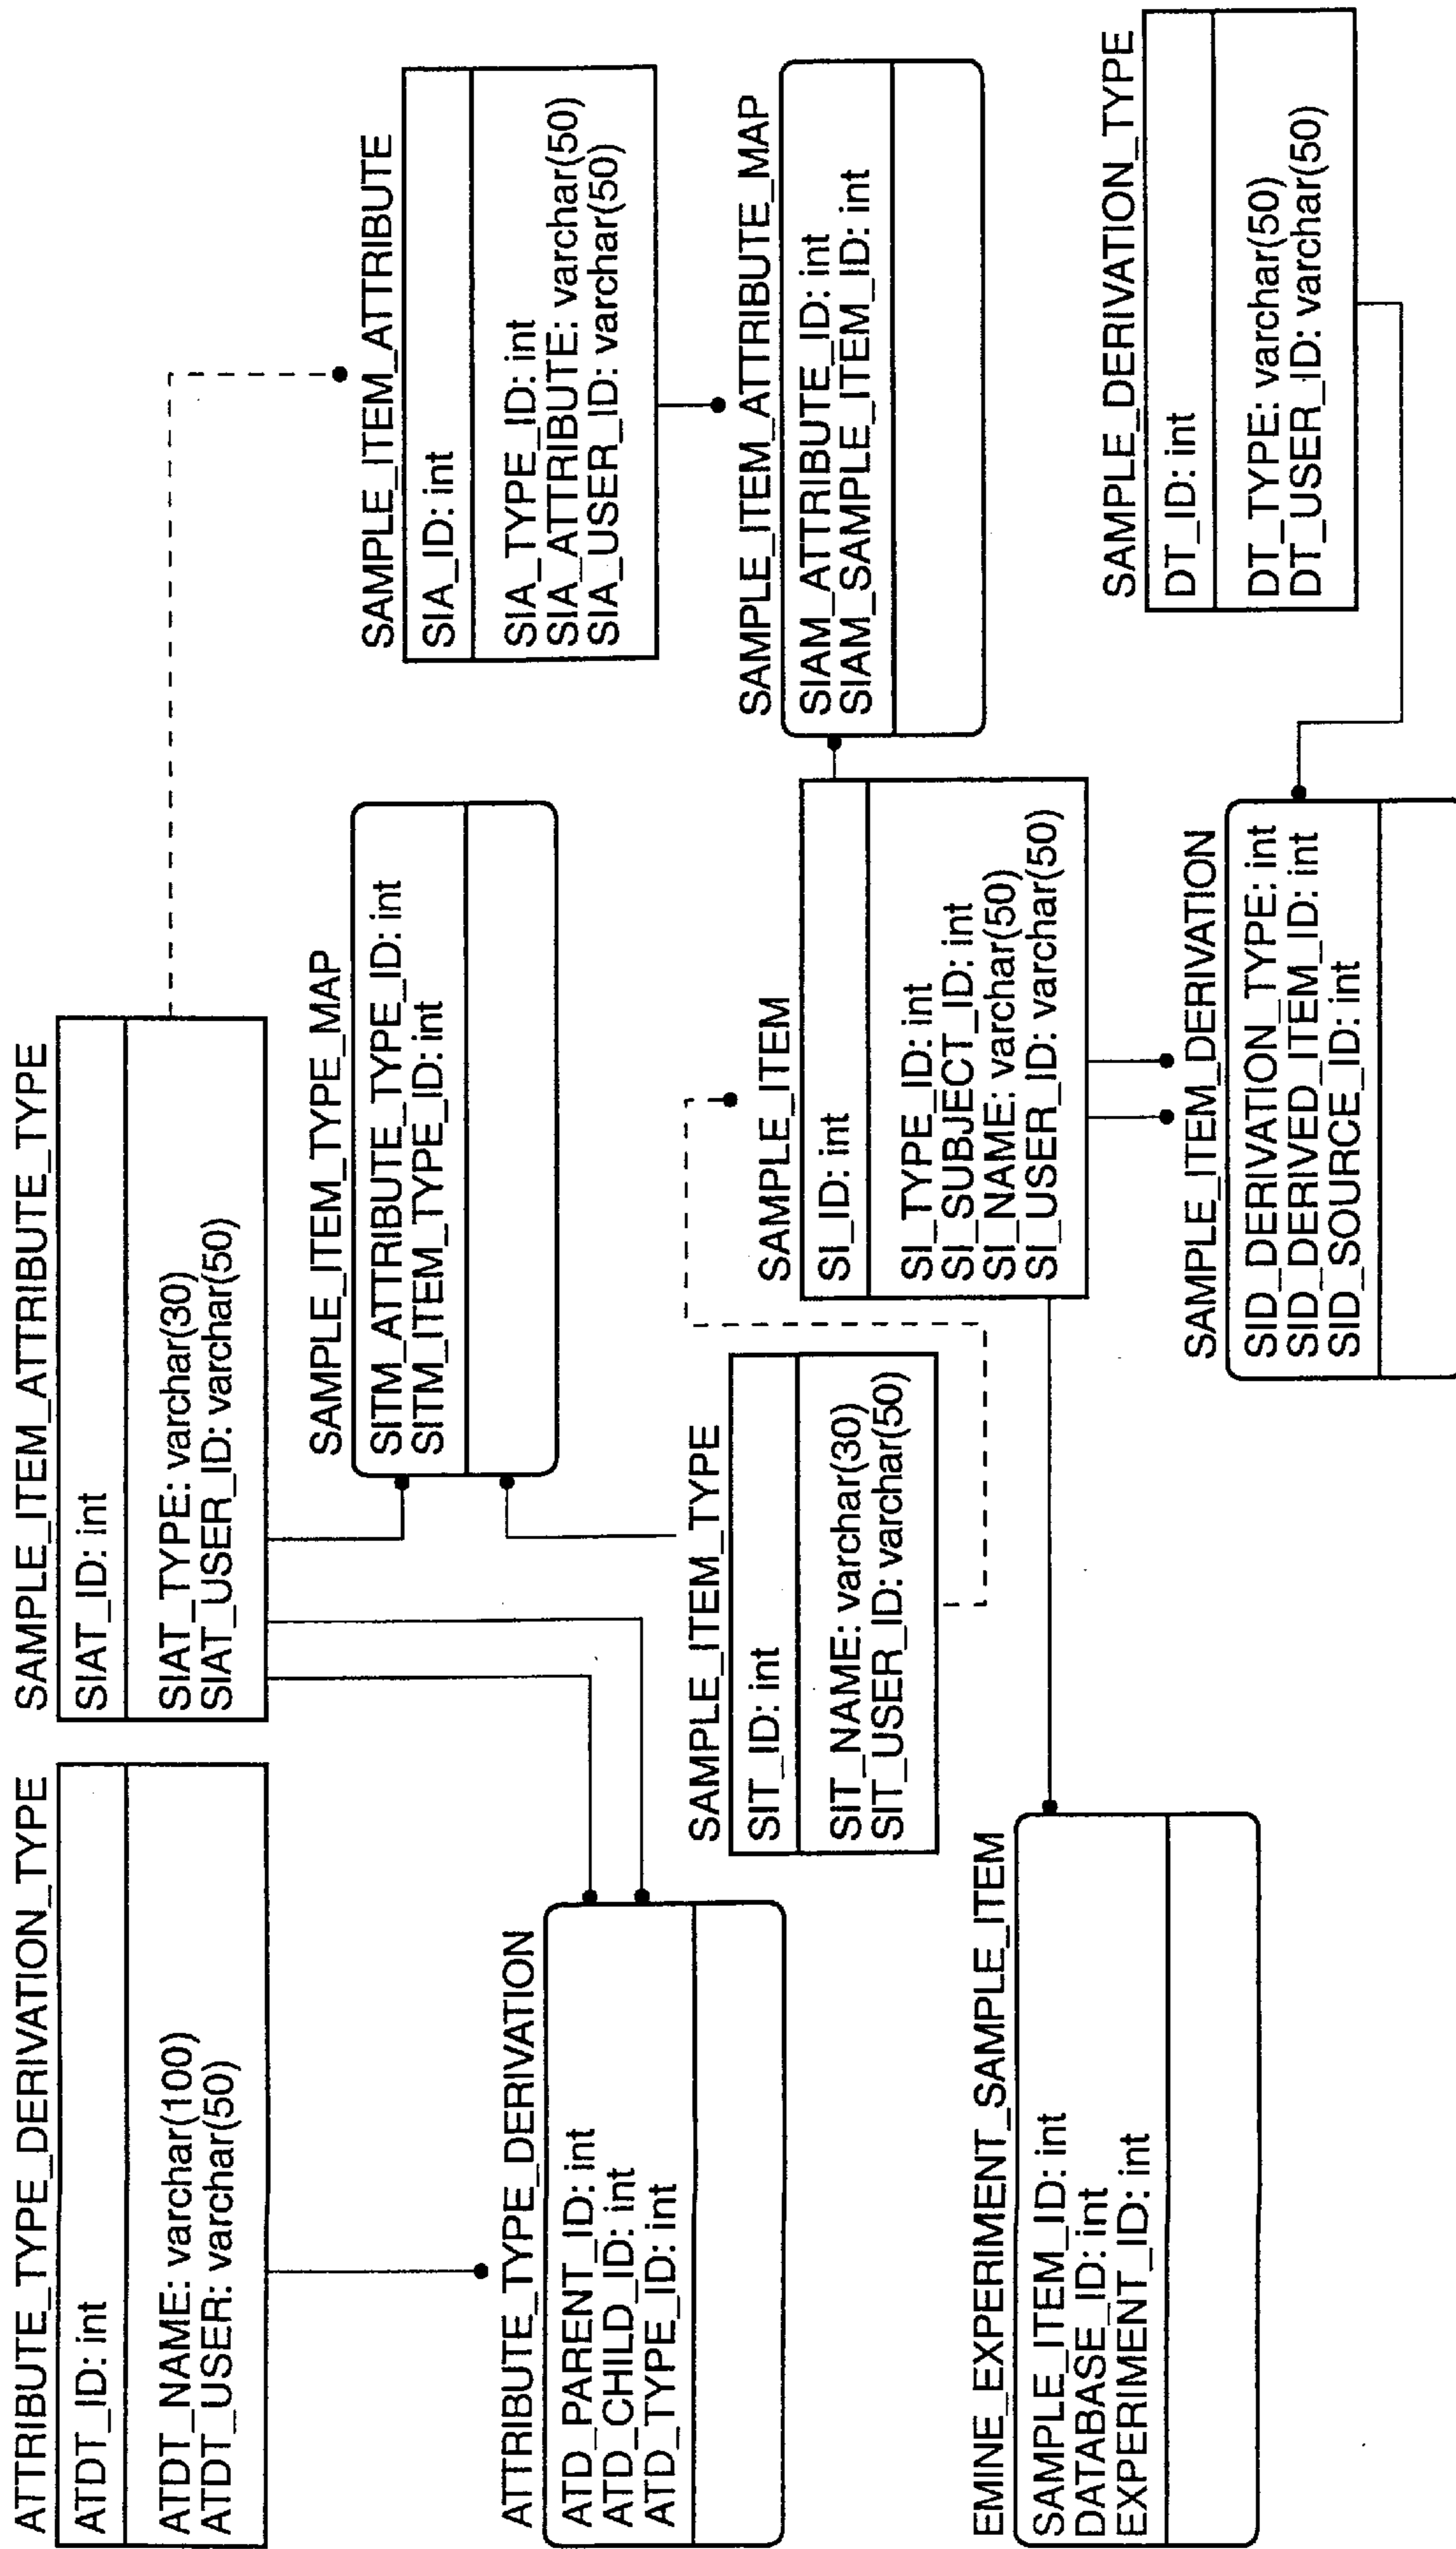 ATTRIBUTE_TYPE_DERIVATION_TYPE
ATDT_ID: int
ATDT_NAME: varchar(100)
ATDT_USER: varchar(50)
SAMPLE_ITEM_ATTRIBUTE_TYPE
SIAT_ID: int
SIAT_TYPE: varchar(30)
SIAT_USER_ID: varchar(50)
SAMPLE_ITEM_TYPE_MAP
SITM_ATTRIBUTE_TYPE_ID: int
SITM_ITEM_TYPE_ID: int
SAMPLE_ITEM_ATTRIBUTE
SIA_ID: int
SIA_TYPE_ID: int
SIA_ATTRIBUTE: varchar(50)
SIA_USER_ID: varchar(50)
ATTRIBUTE_TYPE_DERIVATION
ATD_PARENT_ID: int
ATD_CHILD_ID: int
ATD_TYPE_ID: int
SAMPLE_ITEM_TYPE
SIT_ID: int
SIT_NAME: varchar(30)
SIT_USER_ID: varchar(50)
SAMPLE_ITEM
SI_ID: int
SI_TYPE_ID: int
SI_SUBJECT_ID: int
SI_NAME: varchar(50)
SI_USER_ID: varchar(50)
SAMPLE_ITEM_ATTRIBUTE_MAP
SIAM_ATTRIBUTE_ID: int
SIAM_SAMPLE_ITEM_ID: int
EMINE_EXPERIMENT_SAMPLE_ITEM
SAMPLE_ITEM_ID: int
DATABASE_ID: int
EXPERIMENT_ID: int
SAMPLE_ITEM_DERIVATION
SID_DERIVATION_TYPE: int
SID_DERIVED_ITEM_ID: int
SID_SOURCE_ID: int
SAMPLE_DERIVATION_TYPE
DT_ID: int
DT_TYPE: varchar(50)
DT_USER_ID: varchar(50)